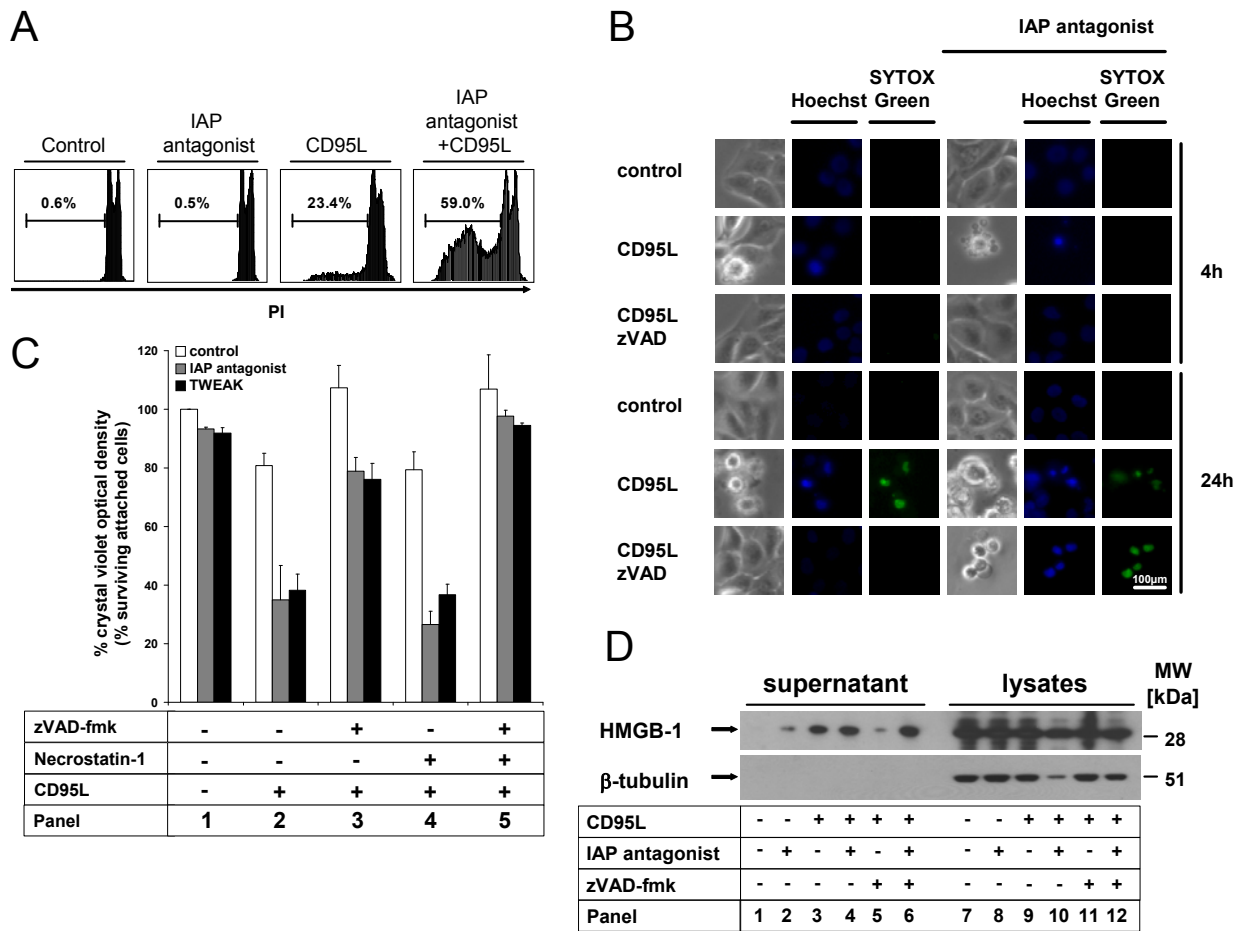 A
Control
IAP
antagonist
CD95L
IAP
antagonist
+CD95L
0.6%
0.5%
23.4%
59.0%
PI
B
IAP antagonist
Hoechst
SYTOX
Green
Hoechst
SYTOX
Green
control
CD95L
CD95L
zVAD
4h
control
CD95L
CD95L
zVAD
24h
100µm
C
% crystal violet optical density
(% surviving attached cells)
120
100
80
60
40
20
0
control
IAP antagonist
TWEAK
zVAD-fmk - - + - +
Necrostatin-1 - - - + +
CD95L - + + + +
Panel 1 2 3 4 5
D
supernatant lysates MW
[kDa]
HMGB-1 28
β-tubulin 51
CD95L - - + + + + - - + + + +
IAP antagonist - + - + - + - + - + - +
zVAD-fmk - - - - + + - - - - + +
Panel 1 2 3 4 5 6 7 8 9 10 11 12